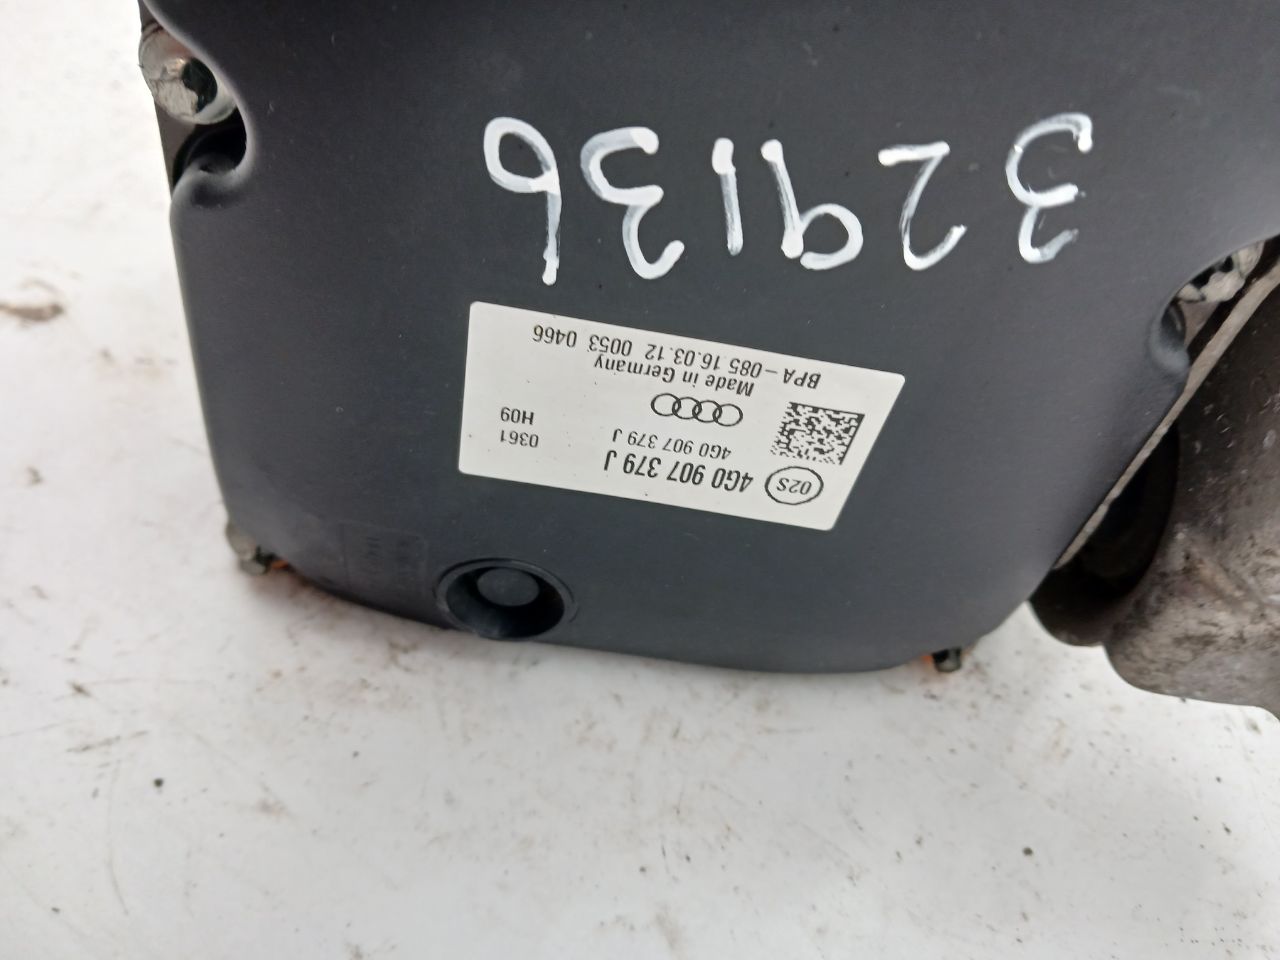 02S 4G0 907 379 J
4G0 907 379 J 0361
H09
Made in Germany
BPA-085 16.03.12 0053 0466
329136